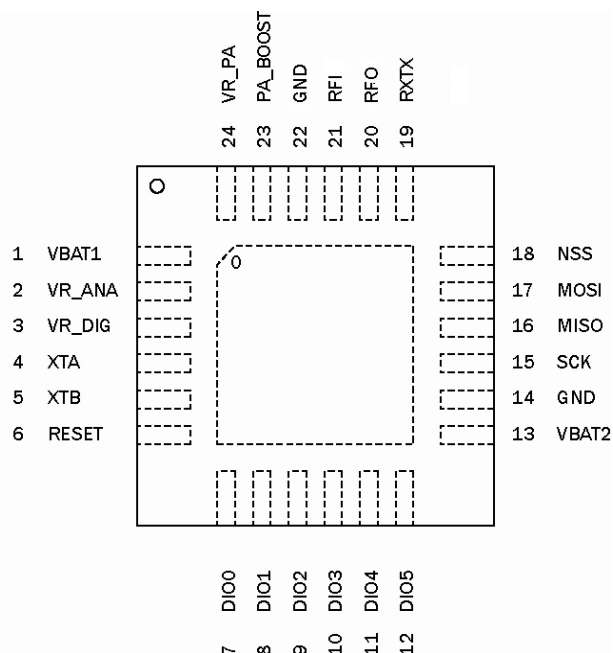 VR_PA
PA_BOOST
GND
RFI
RFO
RXTX
24
23
22
21
20
19
1 VBAT1
2 VR_ANA
3 VR_DIG
4 XTA
5 XTB
6 RESET
0
18 NSS
17 MOSI
16 MISO
15 SCK
14 GND
13 VBAT2
DIO0
DIO1
DIO2
DIO3
DIO4
DIO5
7
8
9
10
11
12